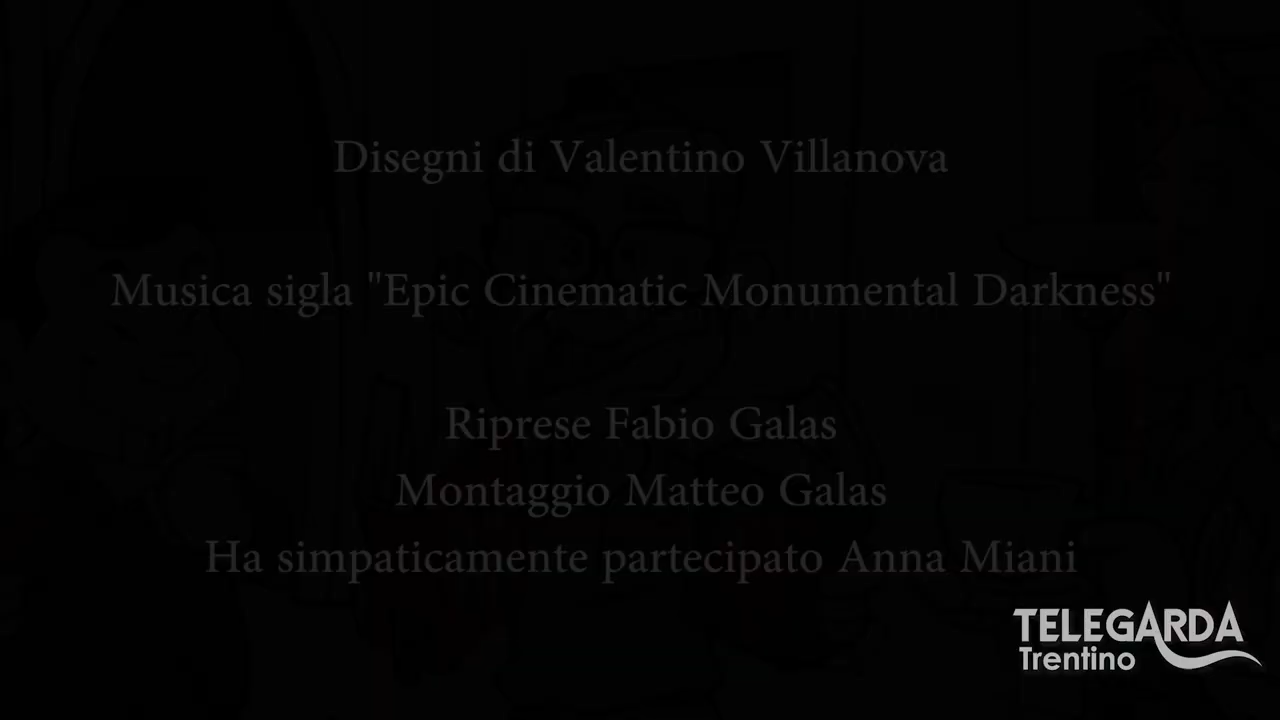 Disegni di Valentino Villanova
Musica sigla "Epic Cinematic Monumental Darkness"
Riprese Fabio Galas
Montaggio Matteo Galas
Ha simpaticamente partecipato Anna Miani
TELEGARDA
Trentino